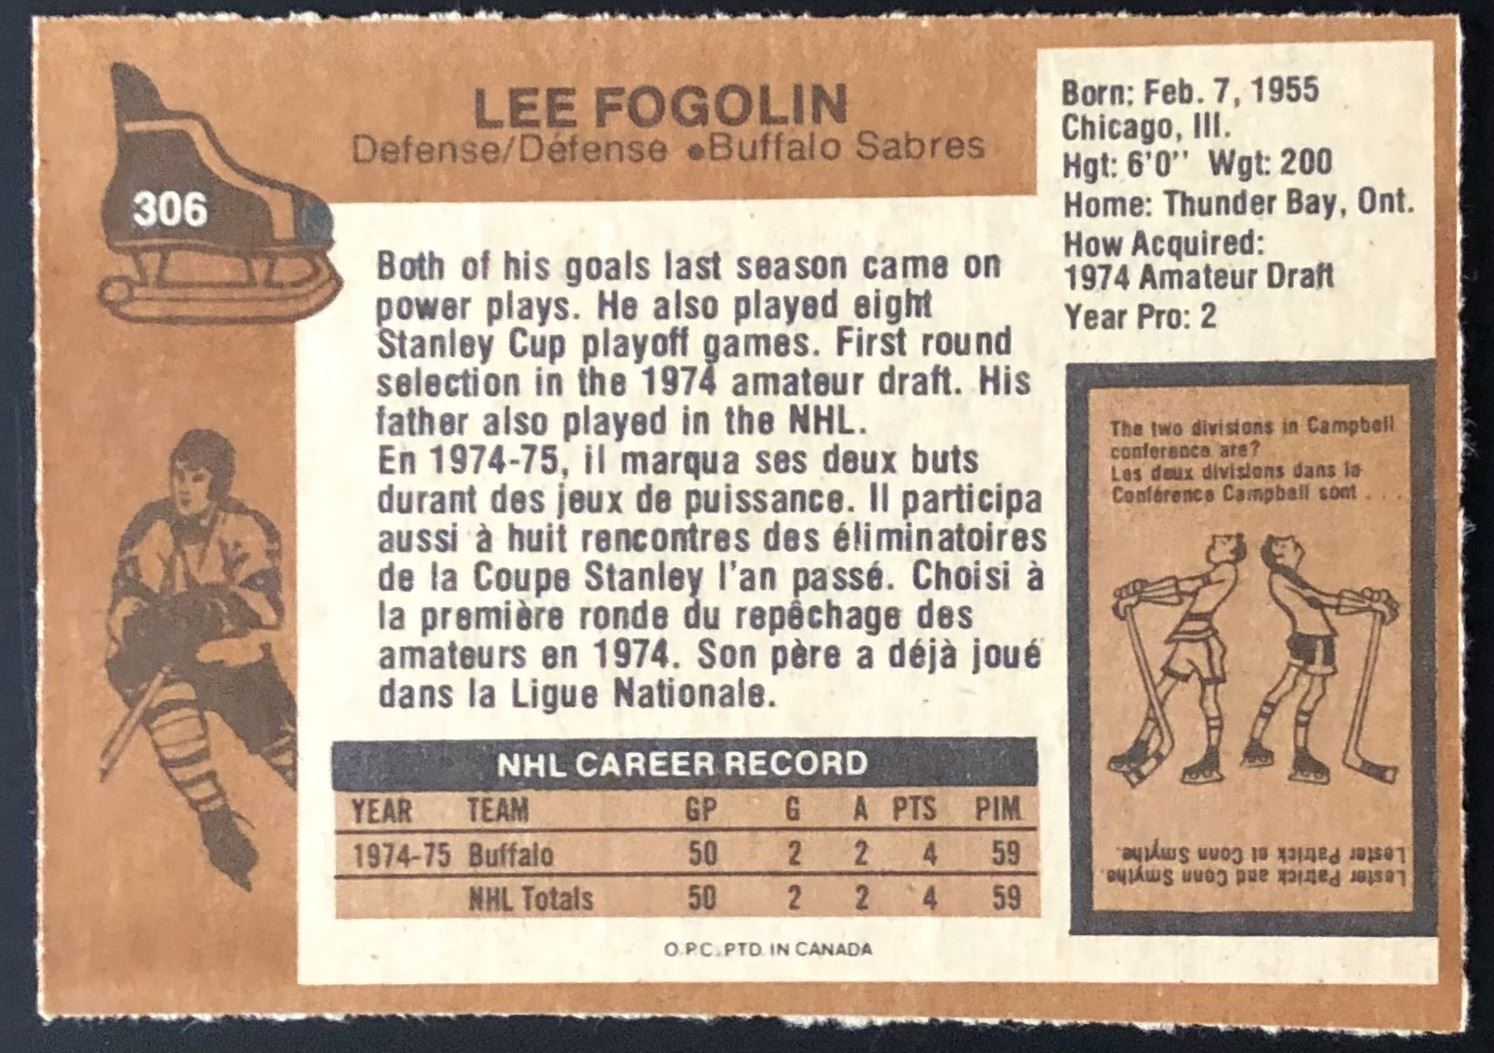 LEE FOGOLIN
Defense/Défense •Buffalo Sabres
306
Born: Feb. 7, 1955
Chicago, Ill.
Hgt: 6'0" Wgt: 200
Home: Thunder Bay, Ont.
How Acquired:
1974 Amateur Draft
Year Pro: 2
Both of his goals last season came on
power plays. He also played eight
Stanley Cup playoff games. First round
selection in the 1974 amateur draft. His
father also played in the NHL.
En 1974-75, il marqua ses deux buts
durant des jeux de puissance. Il participa
aussi à huit rencontres des éliminatoires
de la Coupe Stanley l'an passé. Choisi à
la première ronde du repêchage des
amateurs en 1974. Son père a déjà joué
dans la Ligue Nationale.
The two divisions in Campbell
conference are?
Les deux divisions dans la
Conférence Campbell sont . . .
Lester Patrick and Conn Smythe.
Lester Patrick et Conn Smythe.
NHL CAREER RECORD
YEAR TEAM GP G A PTS PIM
1974-75 Buffalo 50 2 2 4 59
NHL Totals 50 2 2 4 59
O.P.C. PTD. IN CANADA